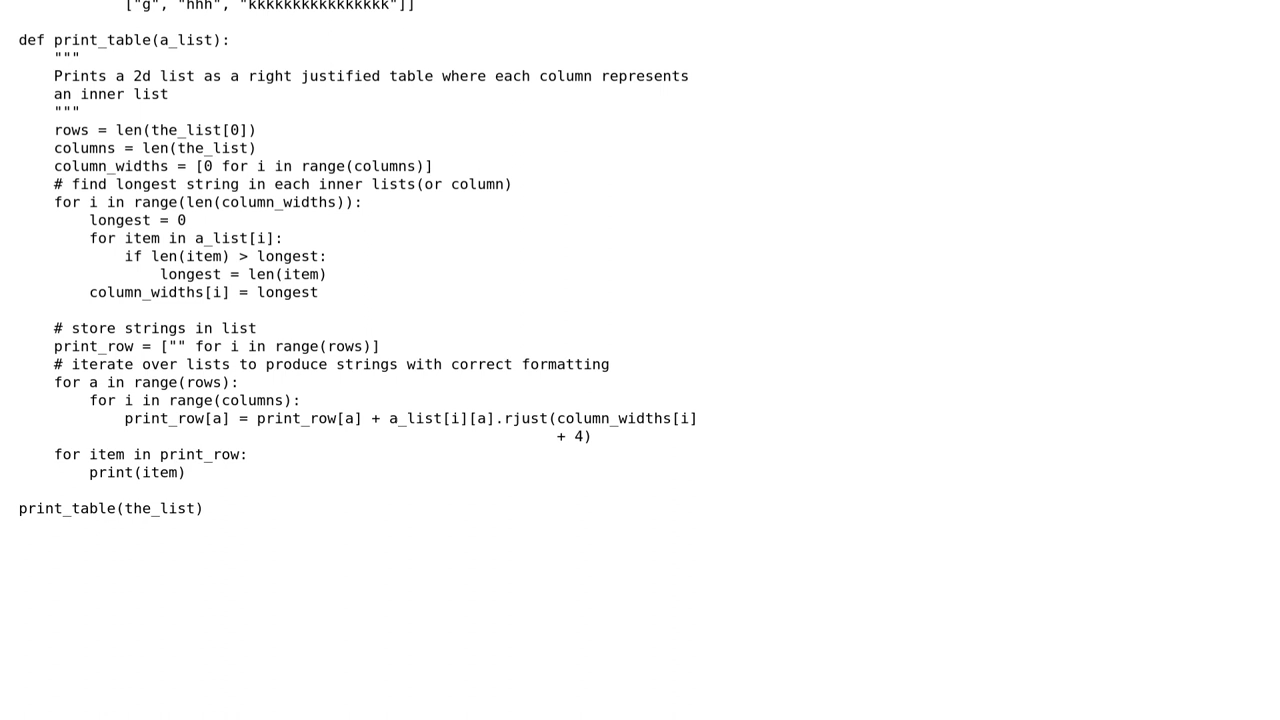 ["g", "hhh", "kkkkkkkkkkkkkkkk"]]
def print_table(a_list):
"""
Prints a 2d list as a right justified table where each column represents
an inner list
"""
rows = len(the_list[0])
columns = len(the_list)
column_widths = [0 for i in range(columns)]
# find longest string in each inner lists(or column)
for i in range(len(column_widths)):
longest = 0
for item in a_list[i]:
if len(item) > longest:
longest = len(item)
column_widths[i] = longest
# store strings in list
print_row = ["" for i in range(rows)]
# iterate over lists to produce strings with correct formatting
for a in range(rows):
for i in range(columns):
print_row[a] = print_row[a] + a_list[i][a].rjust(column_widths[i]
+ 4)
for item in print_row:
print(item)
print_table(the_list)